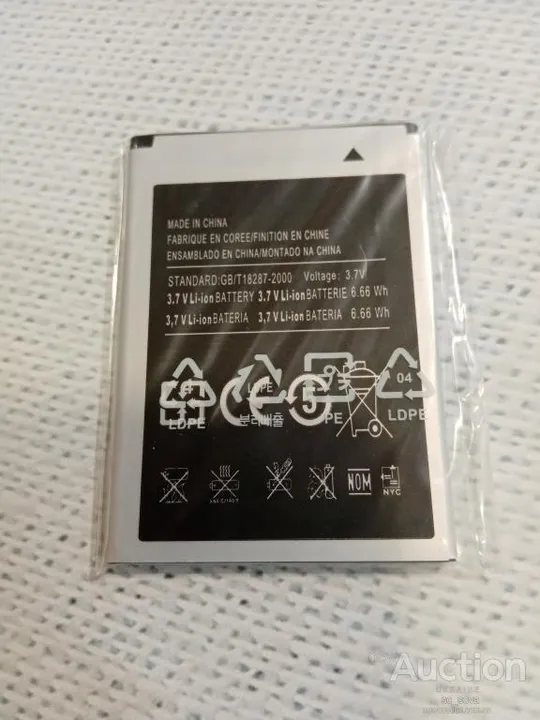 MADE IN CHINA
FABRIQUE EN COREE/FINITION EN CHINE
ENSAMBLADO EN CHINA/MONTADO NA CHINA
STANDARD:GB/T18287-2000 Voltage: 3.7V
3.7 V Li-ion BATTERY 3.7 V Li-ion BATTERIE 6.66 Wh
3,7 V Li-ion BATERIA 3,7 V Li-ion BATERIA 6.66 Wh
04
LDPE
CE
LDPE
분리배출
5
PE
04
LDPE
NOM
NYC
Auction